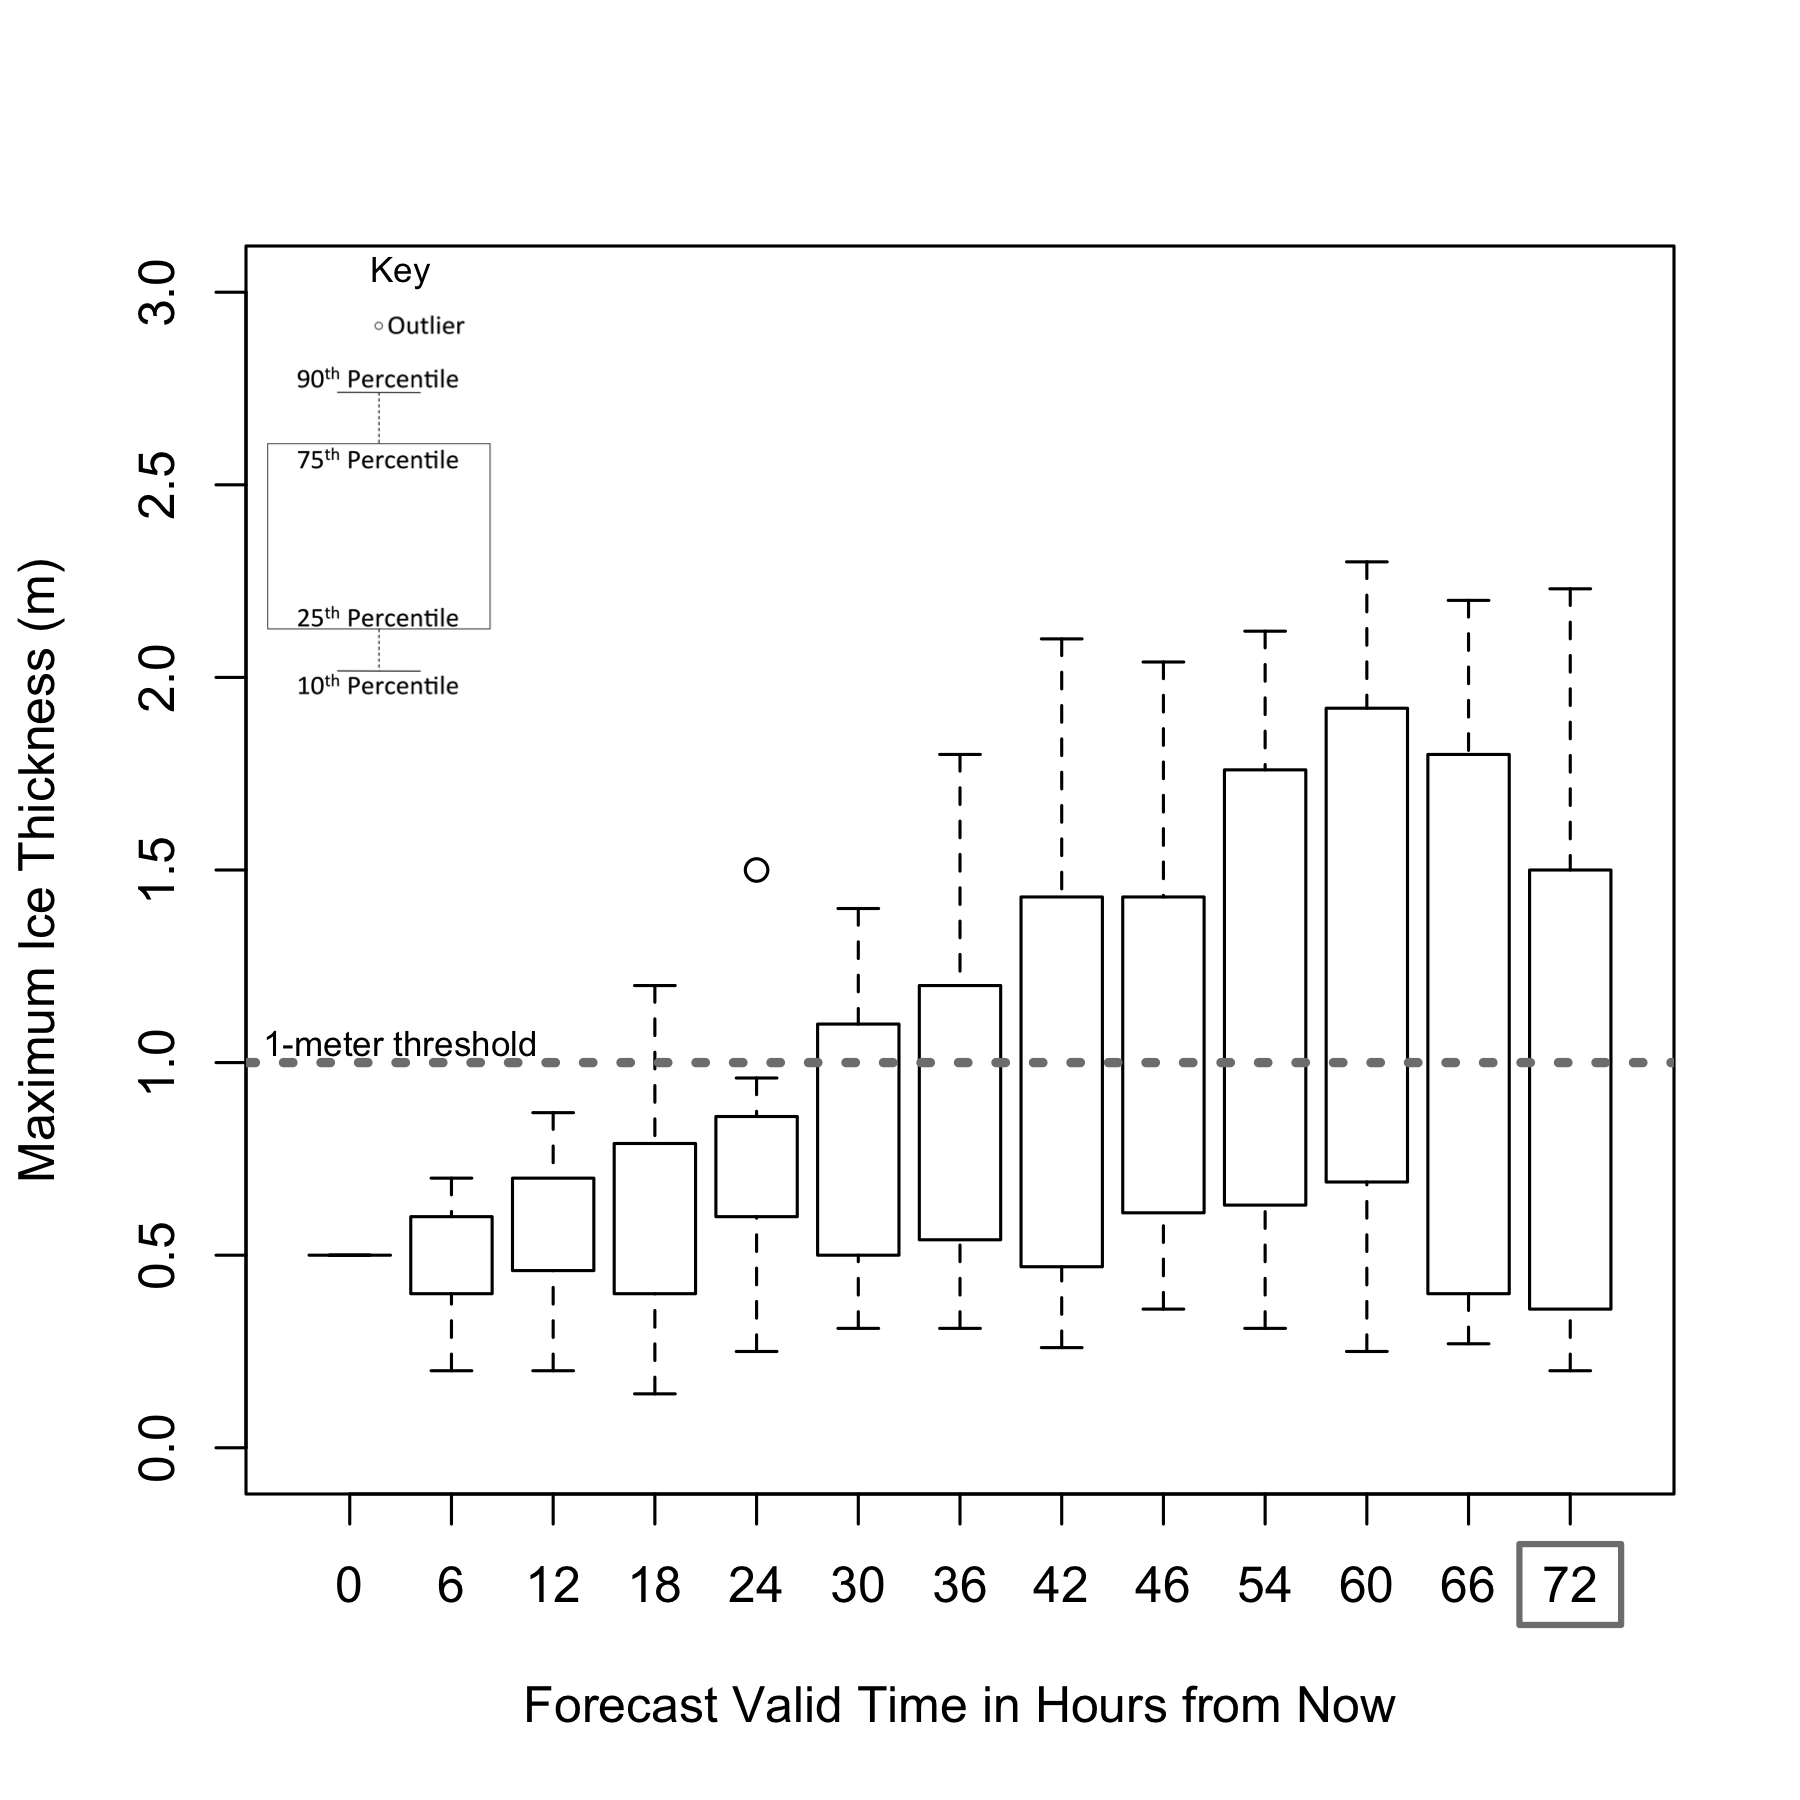 Key
Outlier
90th Percentile
75th Percentile
25th Percentile
10th Percentile
1-meter threshold
Maximum Ice Thickness (m)
3.0
2.5
2.0
1.5
1.0
0.5
0.0
0 6 12 18 24 30 36 42 46 54 60 66 72
Forecast Valid Time in Hours from Now